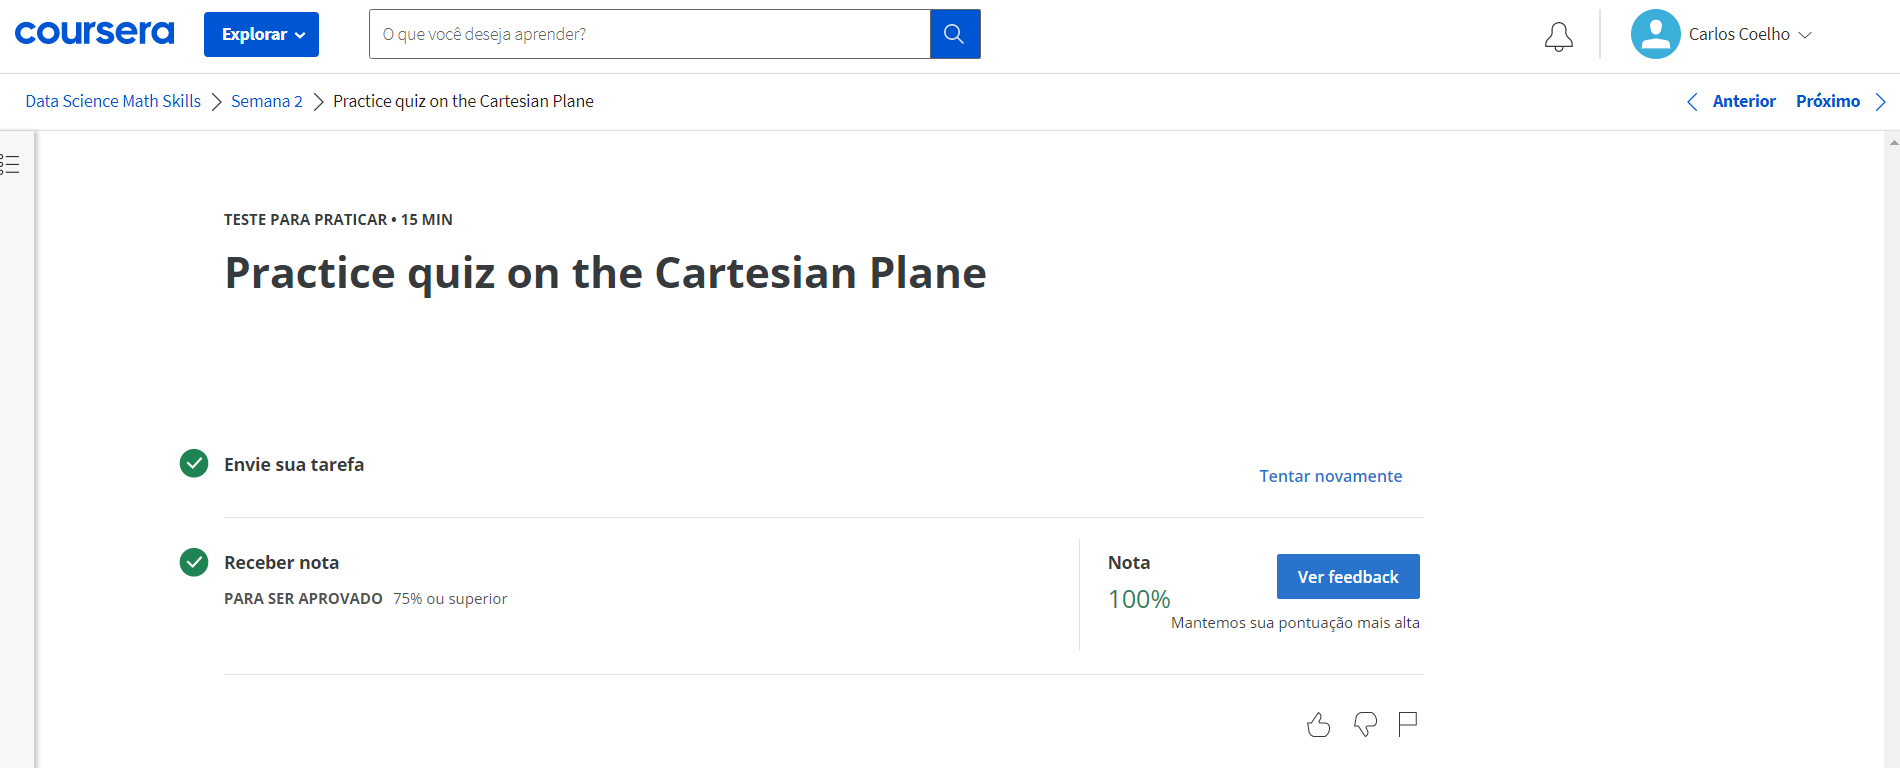 coursera
Explorar
O que você deseja aprender?
Carlos Coelho
Data Science Math Skills
Semana 2
Practice quiz on the Cartesian Plane
Anterior
Próximo
TESTE PARA PRATICAR • 15 MIN
Practice quiz on the Cartesian Plane
Envie sua tarefa
Tentar novamente
Receber nota
PARA SER APROVADO 75% ou superior
Nota
100%
Ver feedback
Mantemos sua pontuação mais alta